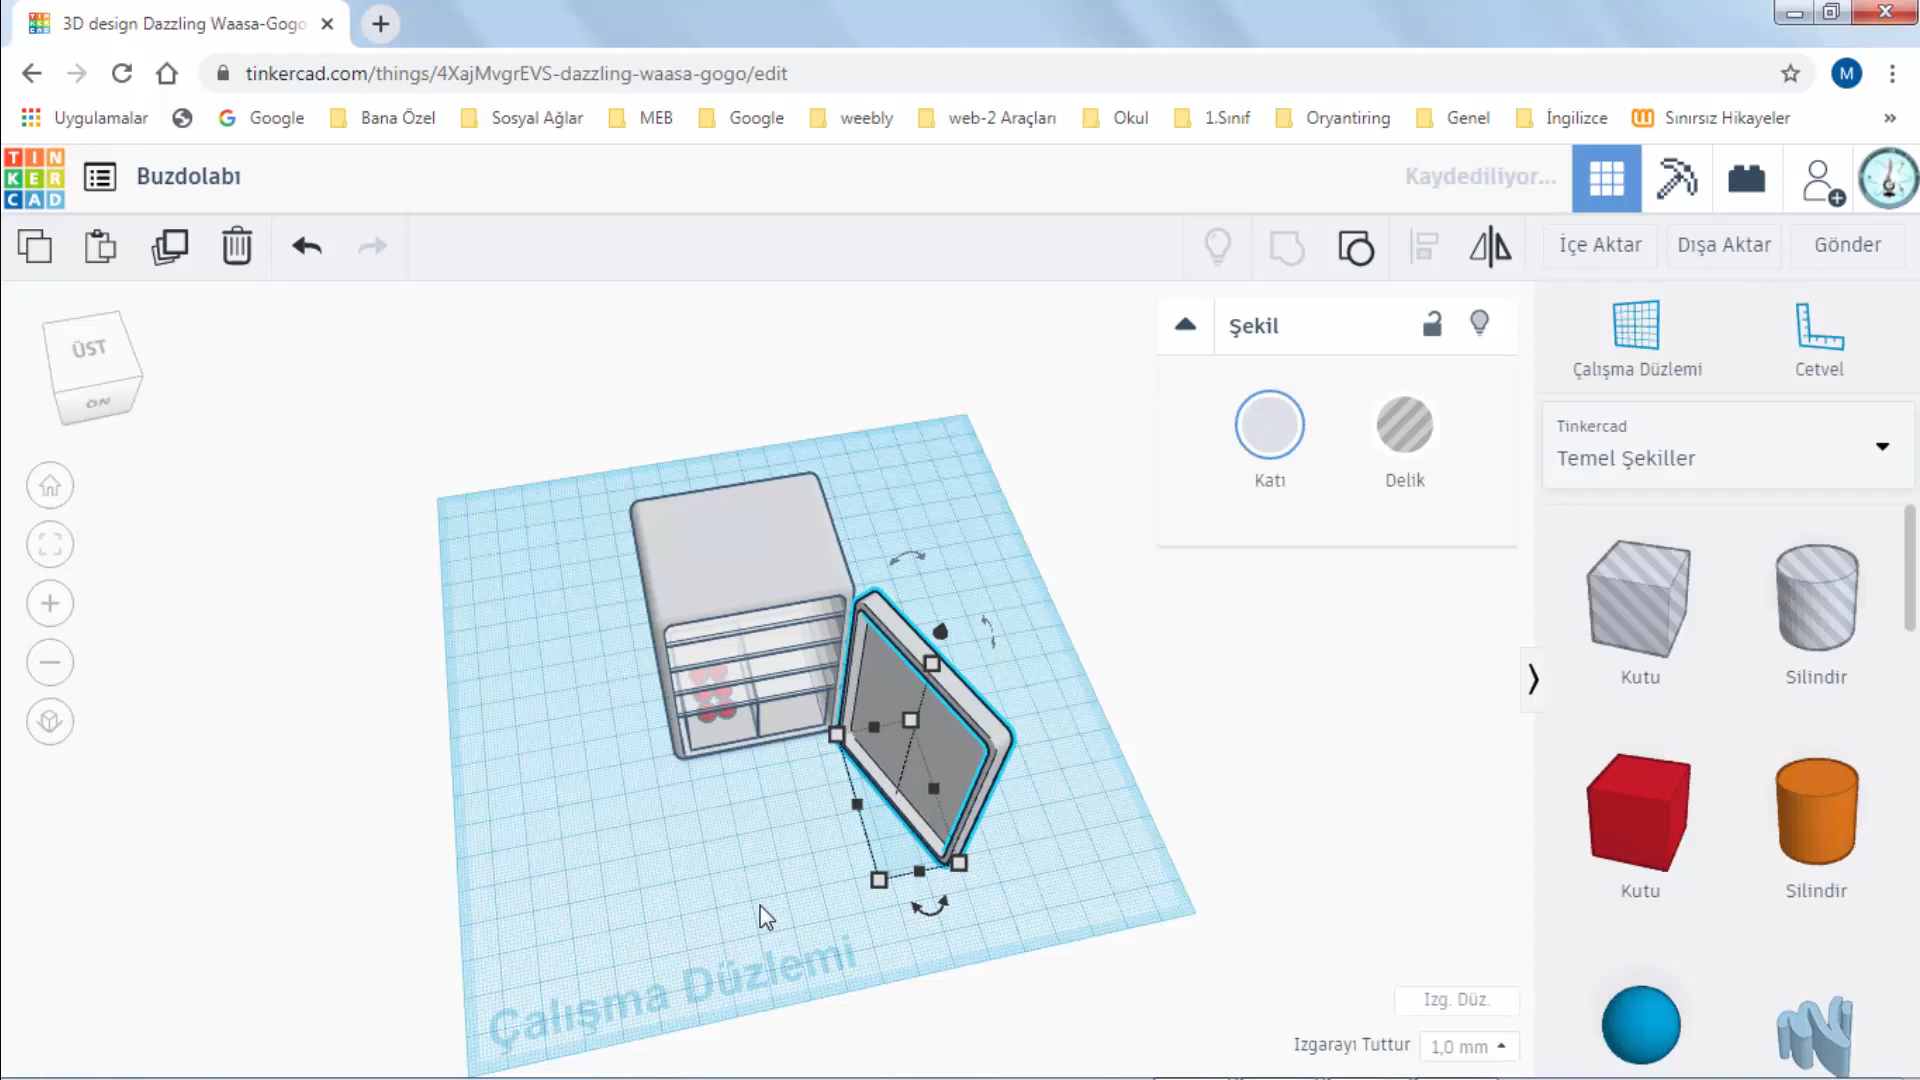 3D design Dazzling Waasa-Gogo
tinkercad.com/things/4XajMvgrEVS-dazzling-waasa-gogo/edit
Uygulamalar Google Bana Özel Sosyal Ağlar MEB Google weebly web-2 Araçları Okul 1.Sınıf Oryantiring Genel İngilizce Sınırsız Hikayeler »
M
TIN
KER
CAD
Buzdolabı
Kaydediliyor...
İçe Aktar
Dışa Aktar
Gönder
ÜST
ÖN
Şekil
Katı
Delik
Çalışma Düzlemi
Cetvel
Tinkercad
Temel Şekiller
Kutu
Silindir
Kutu
Silindir
Çalışma Düzlemi
Izg. Düz.
Izgarayı Tuttur
1,0 mm